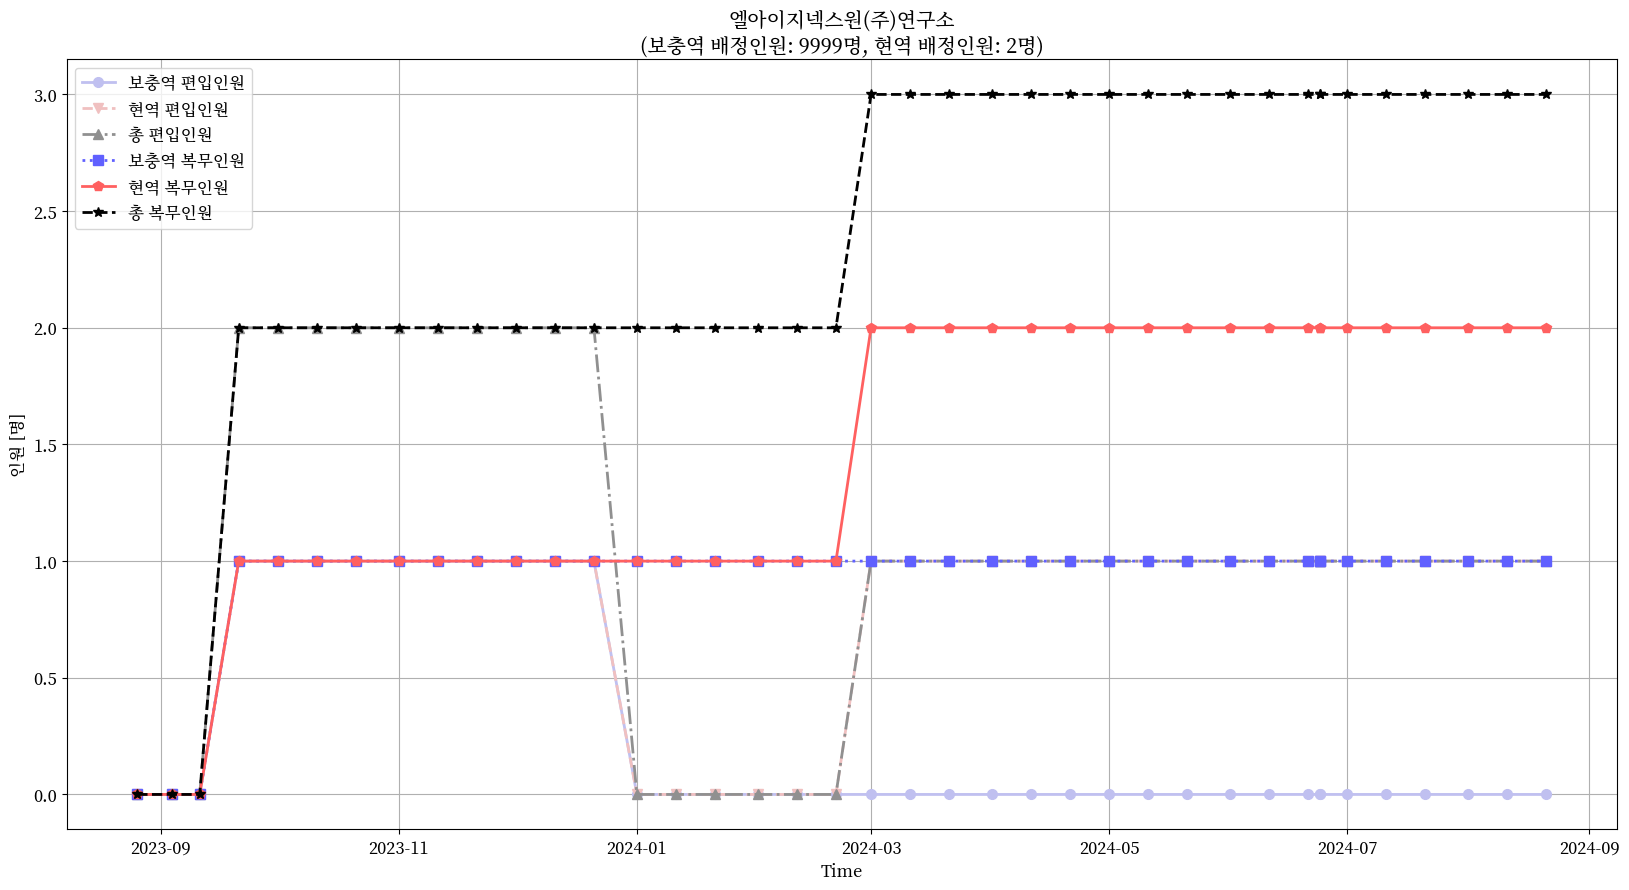 엘아이지넥스원(주)연구소
(보충역 배정인원: 9999명, 현역 배정인원: 2명)
보충역 편입인원
현역 편입인원
총 편입인원
보충역 복무인원
현역 복무인원
총 복무인원
인원 [명]
3.0
2.5
2.0
1.5
1.0
0.5
0.0
2023-09
2023-11
2024-01
2024-03
2024-05
2024-07
2024-09
Time